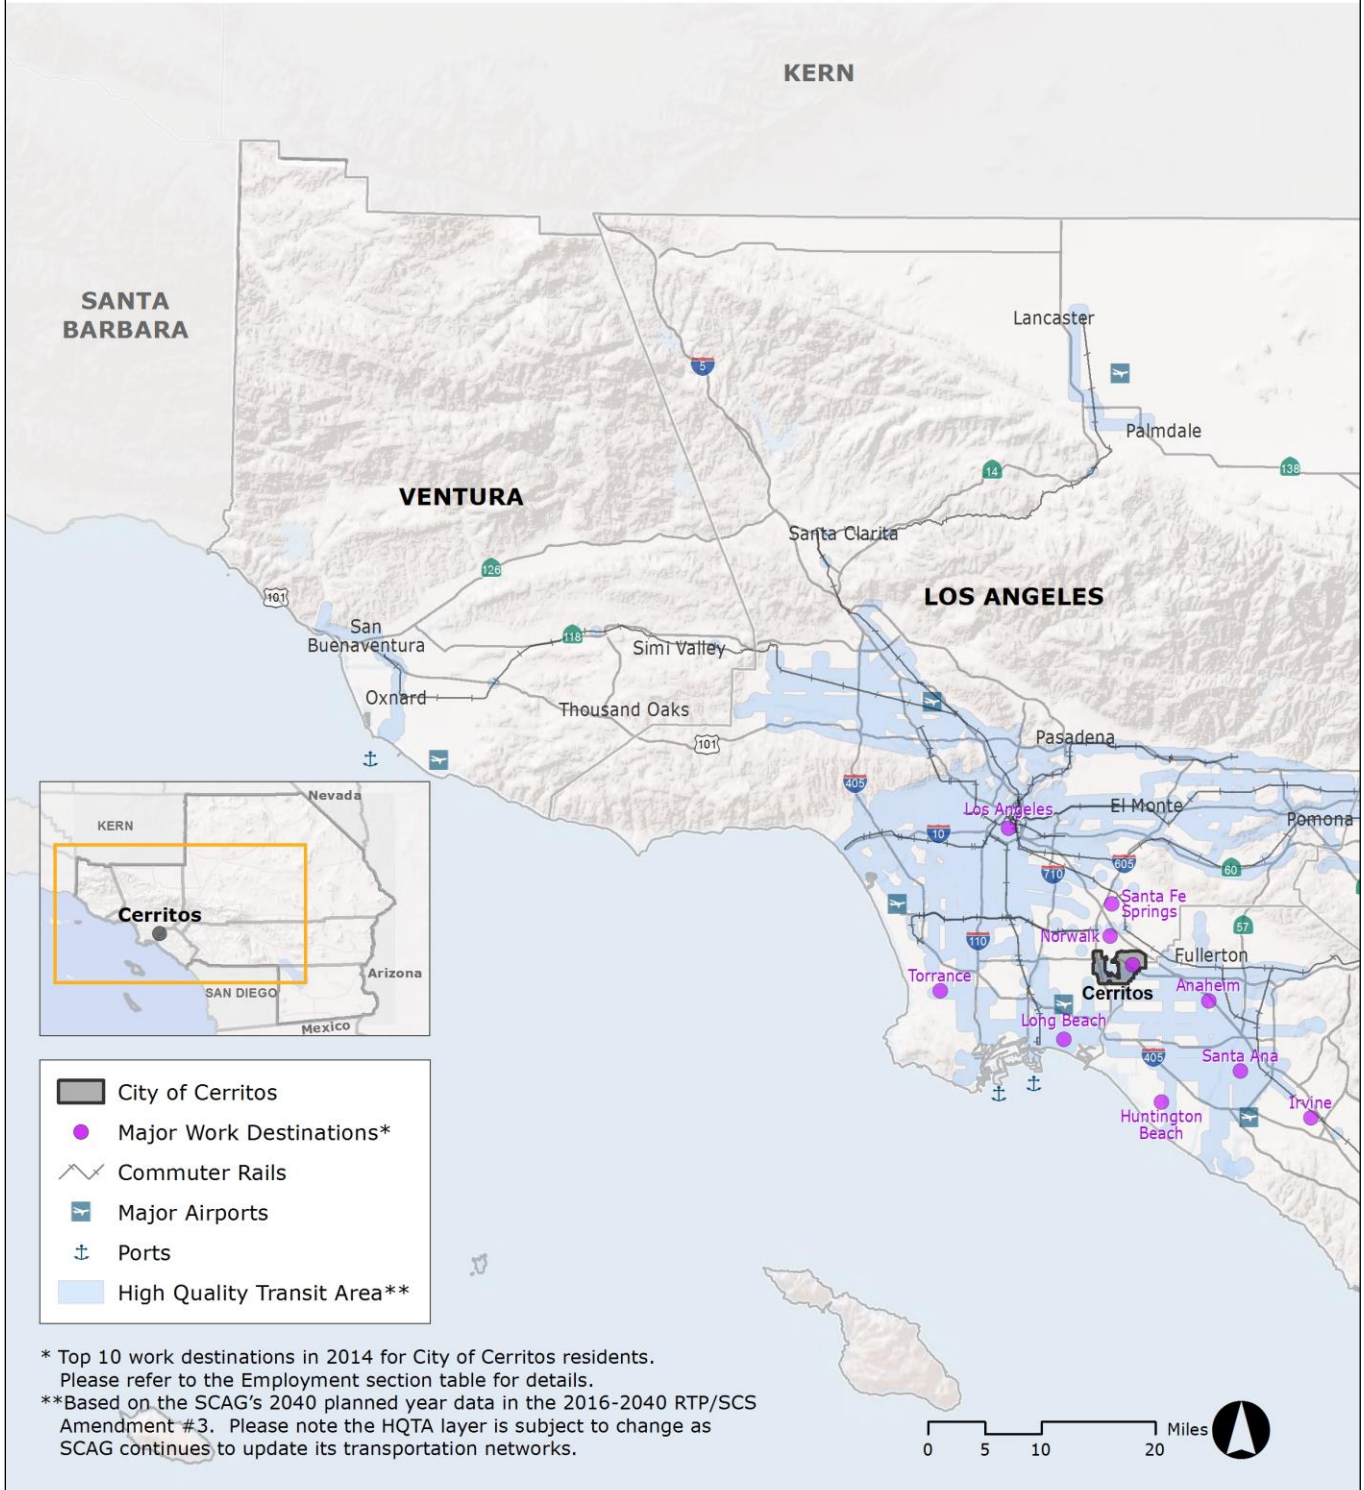 KERN
SANTA
BARBARA
Lancaster
5
Palmdale
14
138
VENTURA
Santa Clarita
126
LOS ANGELES
101
San
Buenaventura
118
Simi Valley
Oxnard
Thousand Oaks
101
Pasadena
405
Los Angeles
El Monte
Pomona
10
710
605
60
Santa Fe
Springs
57
110
Norwalk
Fullerton
Torrance
Cerritos
Anaheim
Long Beach
405
Santa Ana
Huntington
Beach
Irvine
Nevada
KERN
Cerritos
Arizona
SAN DIEGO
Mexico
City of Cerritos
Major Work Destinations*
Commuter Rails
Major Airports
Ports
High Quality Transit Area**
* Top 10 work destinations in 2014 for City of Cerritos residents.
Please refer to the Employment section table for details.
**Based on the SCAG's 2040 planned year data in the 2016-2040 RTP/SCS
Amendment #3. Please note the HQTA layer is subject to change as
SCAG continues to update its transportation networks.
Miles
0 5 10 20